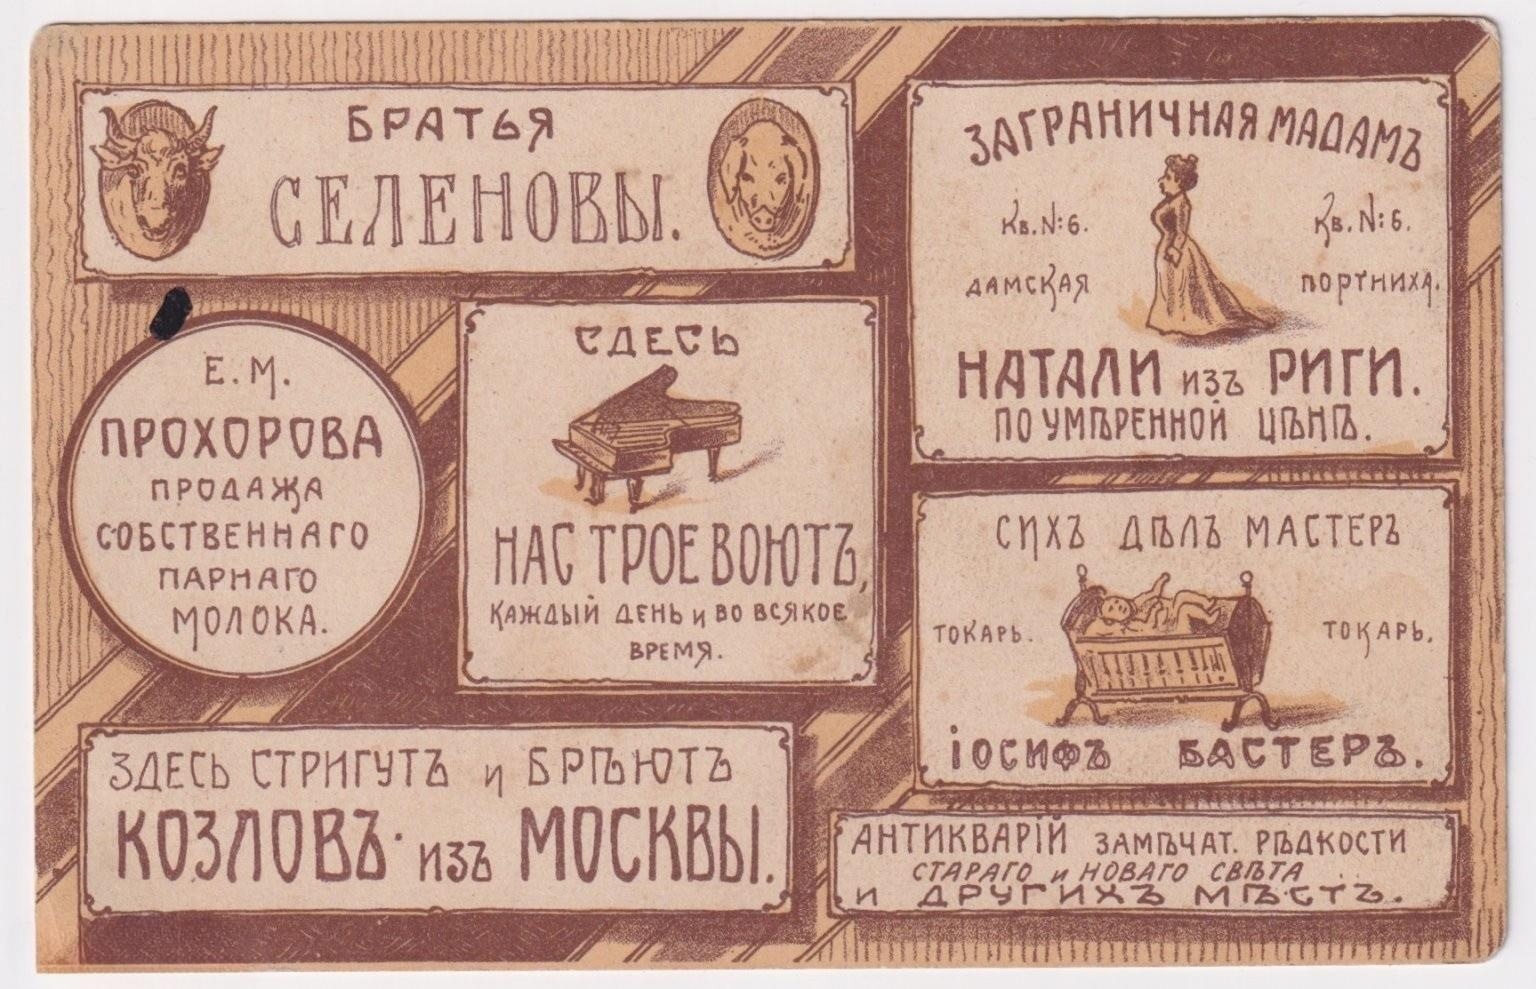 БРАТЬЯ
СЕЛЕНОВЫ.
ЗАГРАНИЧНАЯ МАДАМЪ
Кв. №: 6.
Кв. №: 6.
ДАМСКАЯ
ПОРТНИХА.
НАТАЛИ изъ РИГИ.
ПО УМѢРЕННОЙ ЦѢНѢ.
Е. М.
ПРОХОРОВА
ПРОДАЖА
СОБСТВЕННАГО
ПАРНАГО
МОЛОКА.
СДЕСЬ
НАС ТРОЕ ВОЮТЪ,
КАЖДЫЙ ДЕНЬ и ВО ВСЯКОЕ
ВРЕМЯ.
СИХЪ ДѢЛЪ МАСТЕРЪ
ТОКАРЬ.
ТОКАРЬ.
IОСИФЪ БАСТЕРЪ.
ЗДЕСЬ СТРИГУТЪ и БРѢЮТЪ
КОЗЛОВЪ. изъ МОСКВЫ.
АНТИКВАРIЙ ЗАМѢЧАТ. РѢДКОСТИ
СТАРАГО и НОВАГО СВѢТА
И ДРУГИХЪ МѢСТЪ.